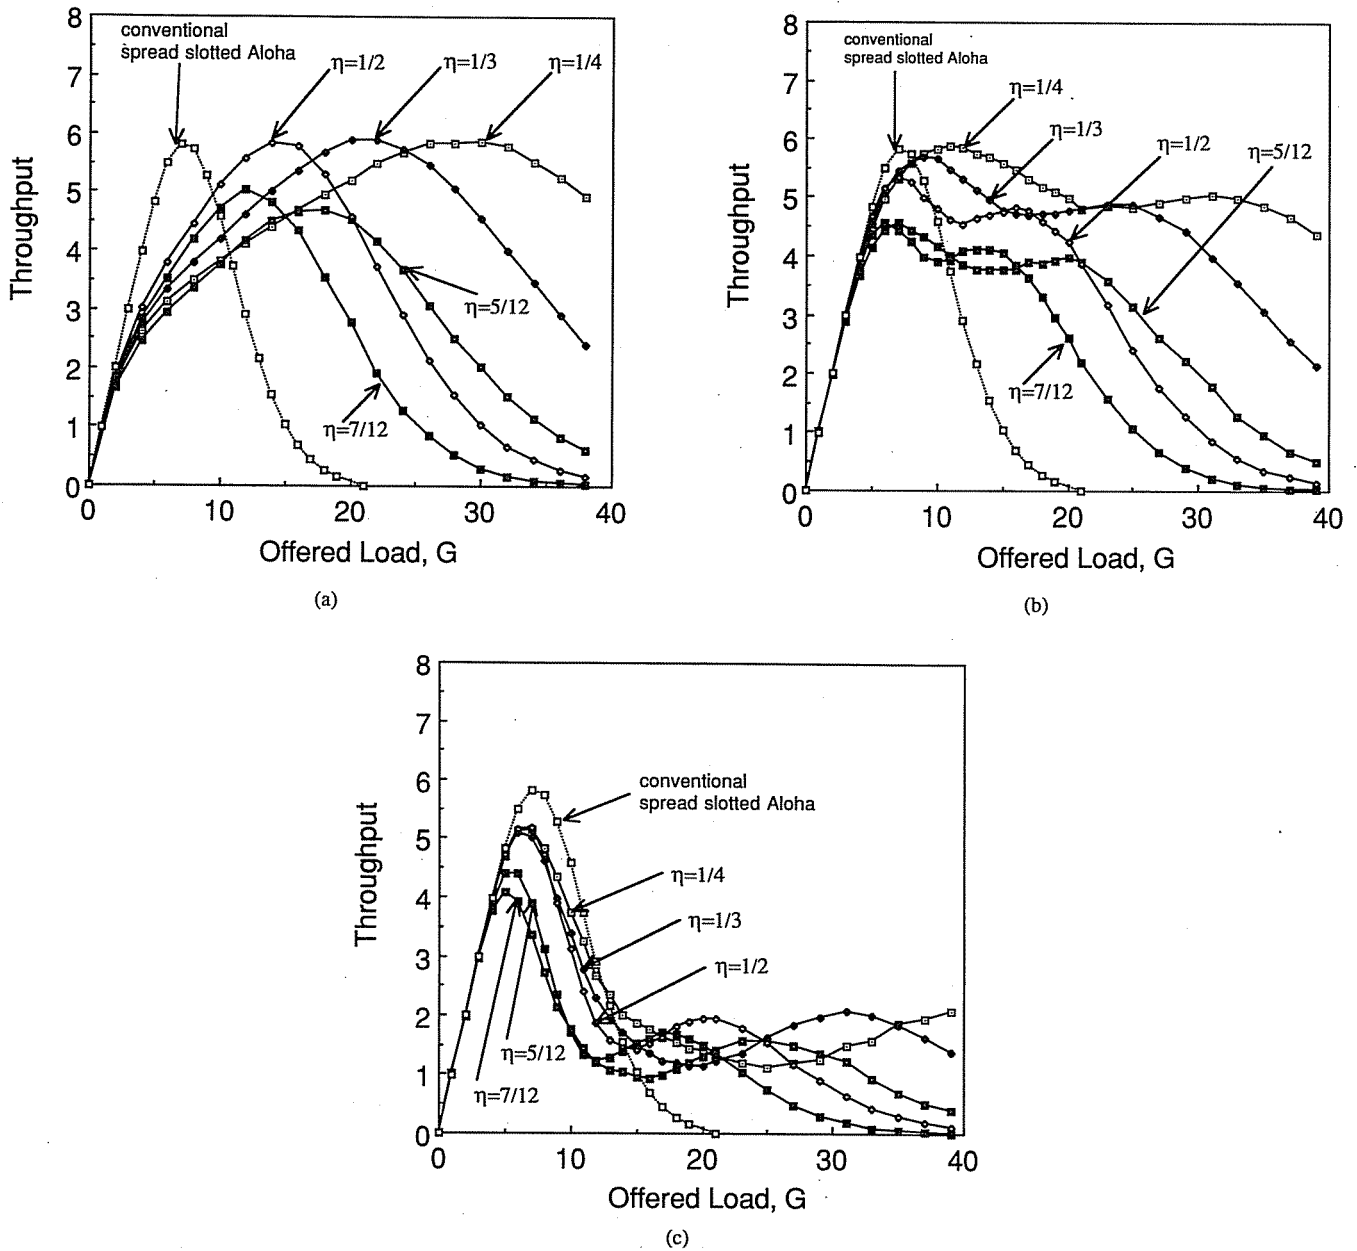 8
7
6
5
4
3
2
1
0
Throughput
conventional
spread slotted Aloha
η=1/2
η=1/3
η=1/4
η=5/12
η=7/12
0 10 20 30 40
Offered Load, G
(a)
8
7
6
5
4
3
2
1
0
Throughput
conventional
spread slotted Aloha
η=1/4
η=1/3
η=1/2
η=5/12
η=7/12
0 10 20 30 40
Offered Load, G
(b)
8
7
6
5
4
3
2
1
0
Throughput
conventional
spread slotted Aloha
η=1/4
η=1/3
η=1/2
η=5/12
η=7/12
0 10 20 30 40
Offered Load, G
(c)